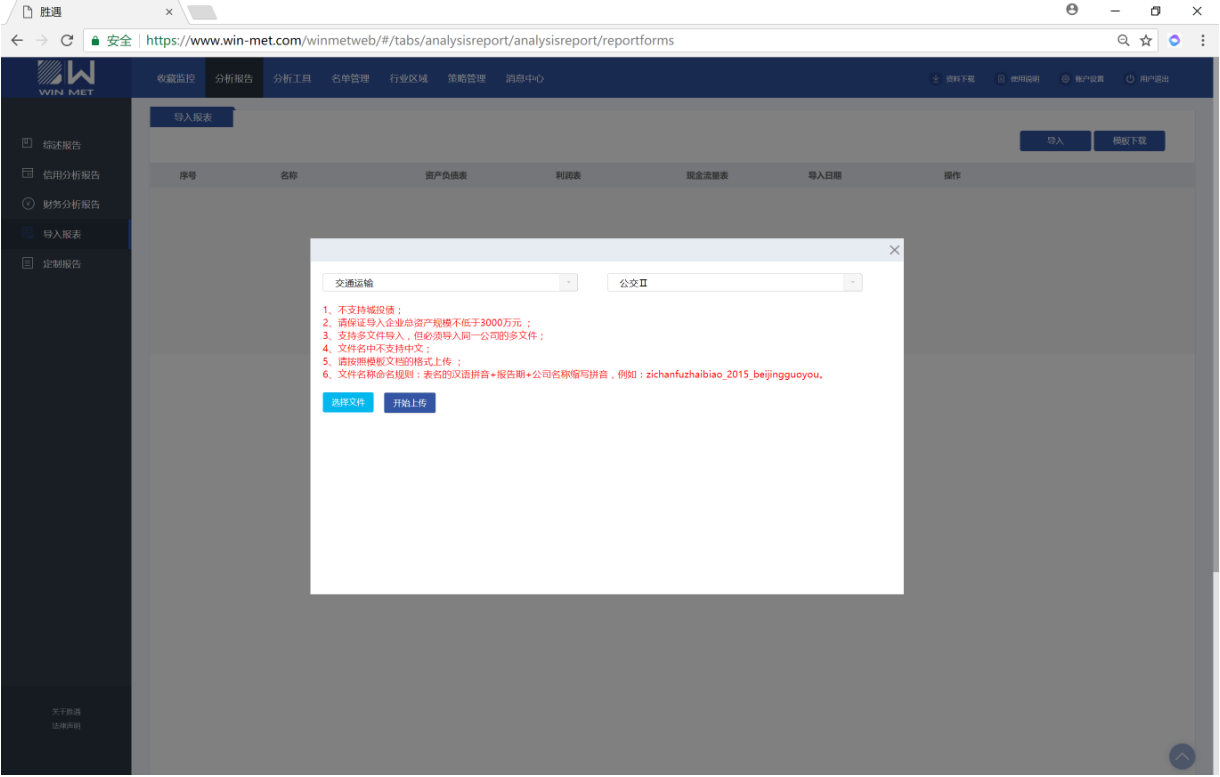 胜遇
安全 https://www.win-met.com/winmetweb/#/tabs/analysisreport/analysisreport/reportforms
WIN MET
收藏监控 分析报告 分析工具 名单管理 行业区域 策略管理 消息中心 资料下载 使用说明 账户设置 用户退出
导入报表
导入 模板下载
综述报告
信用分析报告
财务分析报告
导入报表
定制报告
序号 名称 资产负债表 利润表 现金流量表 导入日期 操作
交通运输 公交Ⅱ
1、不支持城投债；
2、请保证导入企业总资产规模不低于3000万元 ；
3、支持多文件导入，但必须导入同一公司的多文件；
4、文件名中不支持中文；
5、请按照模板文档的格式上传 ；
6、文件名称命名规则：表名的汉语拼音+报告期+公司名称缩写拼音，例如：zichanfuzhaibiao_2015_beijingguoyou。
选择文件 开始上传
关于胜遇
法律声明